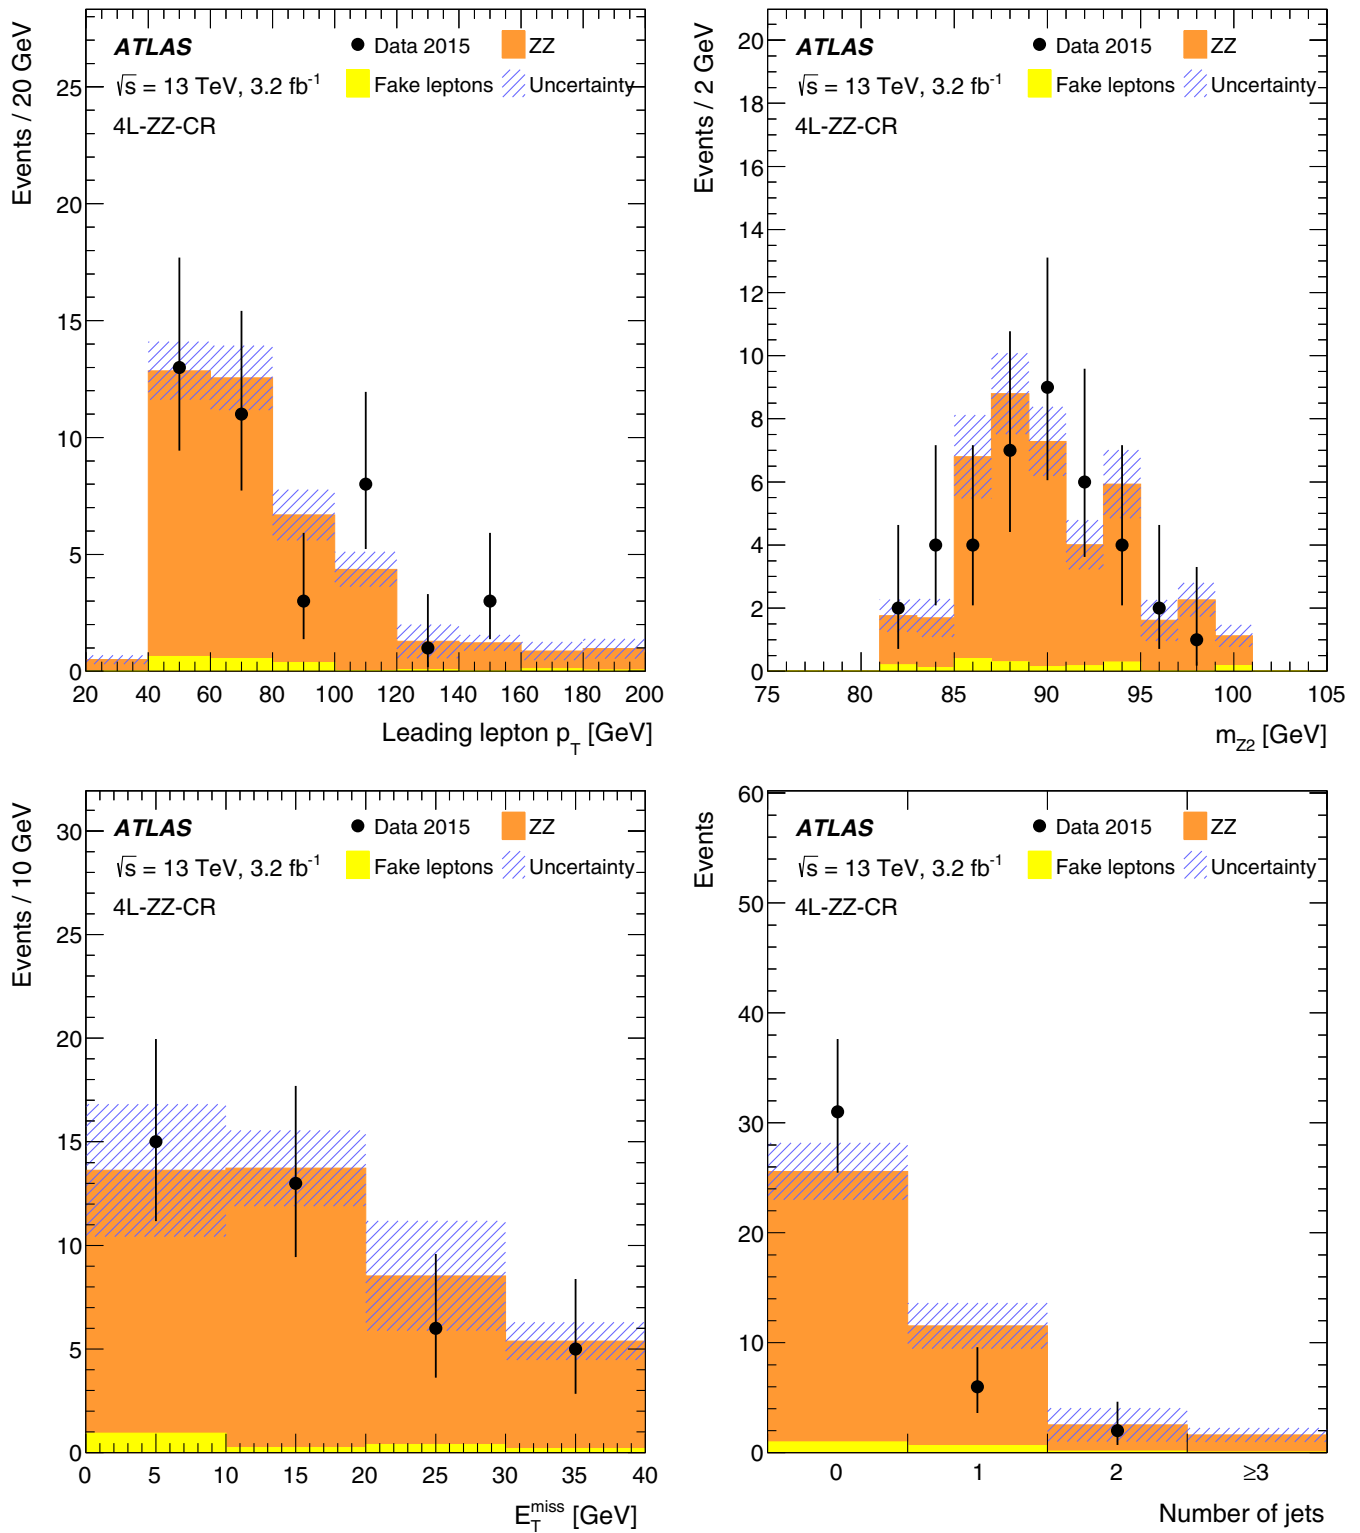 Events / 20 GeV
ATLAS
Data 2015
ZZ
√s = 13 TeV, 3.2 fb⁻¹
Fake leptons
Uncertainty
4L-ZZ-CR
25
20
15
10
5
0
20 40 60 80 100 120 140 160 180 200
Leading lepton p_T [GeV]
Events / 2 GeV
ATLAS
Data 2015
ZZ
√s = 13 TeV, 3.2 fb⁻¹
Fake leptons
Uncertainty
4L-ZZ-CR
20
18
16
14
12
10
8
6
4
2
0
75 80 85 90 95 100 105
m_Z2 [GeV]
Events / 10 GeV
ATLAS
Data 2015
ZZ
√s = 13 TeV, 3.2 fb⁻¹
Fake leptons
Uncertainty
4L-ZZ-CR
30
25
20
15
10
5
0
0 5 10 15 20 25 30 35 40
E_T^miss [GeV]
Events
ATLAS
Data 2015
ZZ
√s = 13 TeV, 3.2 fb⁻¹
Fake leptons
Uncertainty
4L-ZZ-CR
60
50
40
30
20
10
0
0 1 2 ≥3
Number of jets